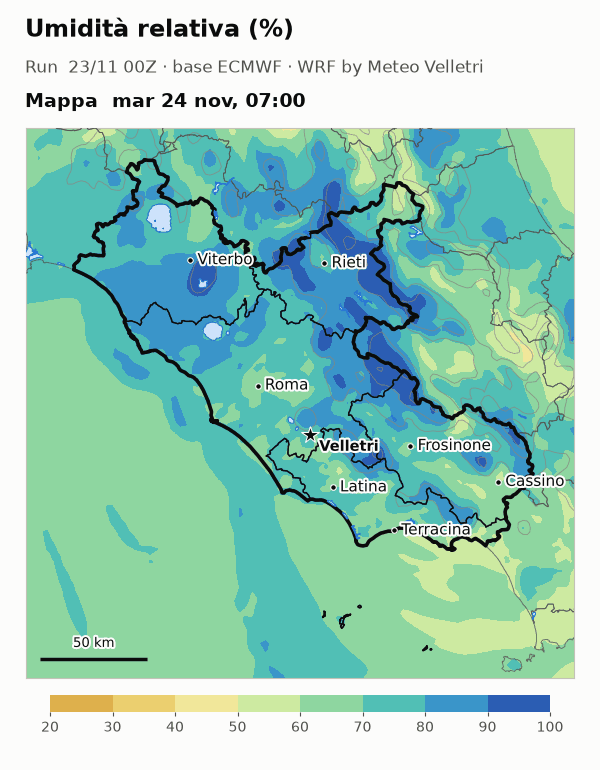 Umidità relativa (%)
Run  23/11 00Z · base ECMWF · WRF by Meteo Velletri
Mappa  mar 24 nov, 07:00
Viterbo
Rieti
Roma
Velletri
Frosinone
Cassino
Latina
Terracina
50 km
20 30 40 50 60 70 80 90 100